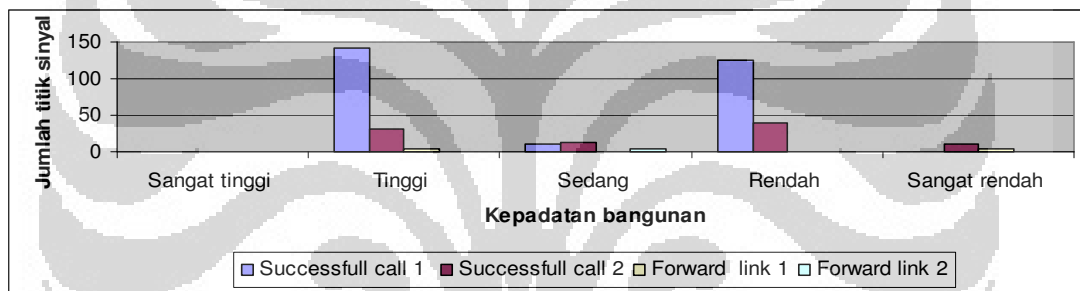 Jumlah titik sinyal
150
100
50
0
Sangat tinggi
Tinggi
Sedang
Rendah
Sangat rendah
Kepadatan bangunan
Successfull call 1
Successfull call 2
Forward link 1
Forward link 2